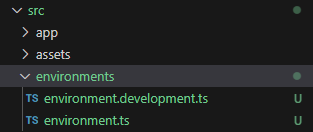 src
app
assets
environments
TS environment.development.ts U
TS environment.ts U